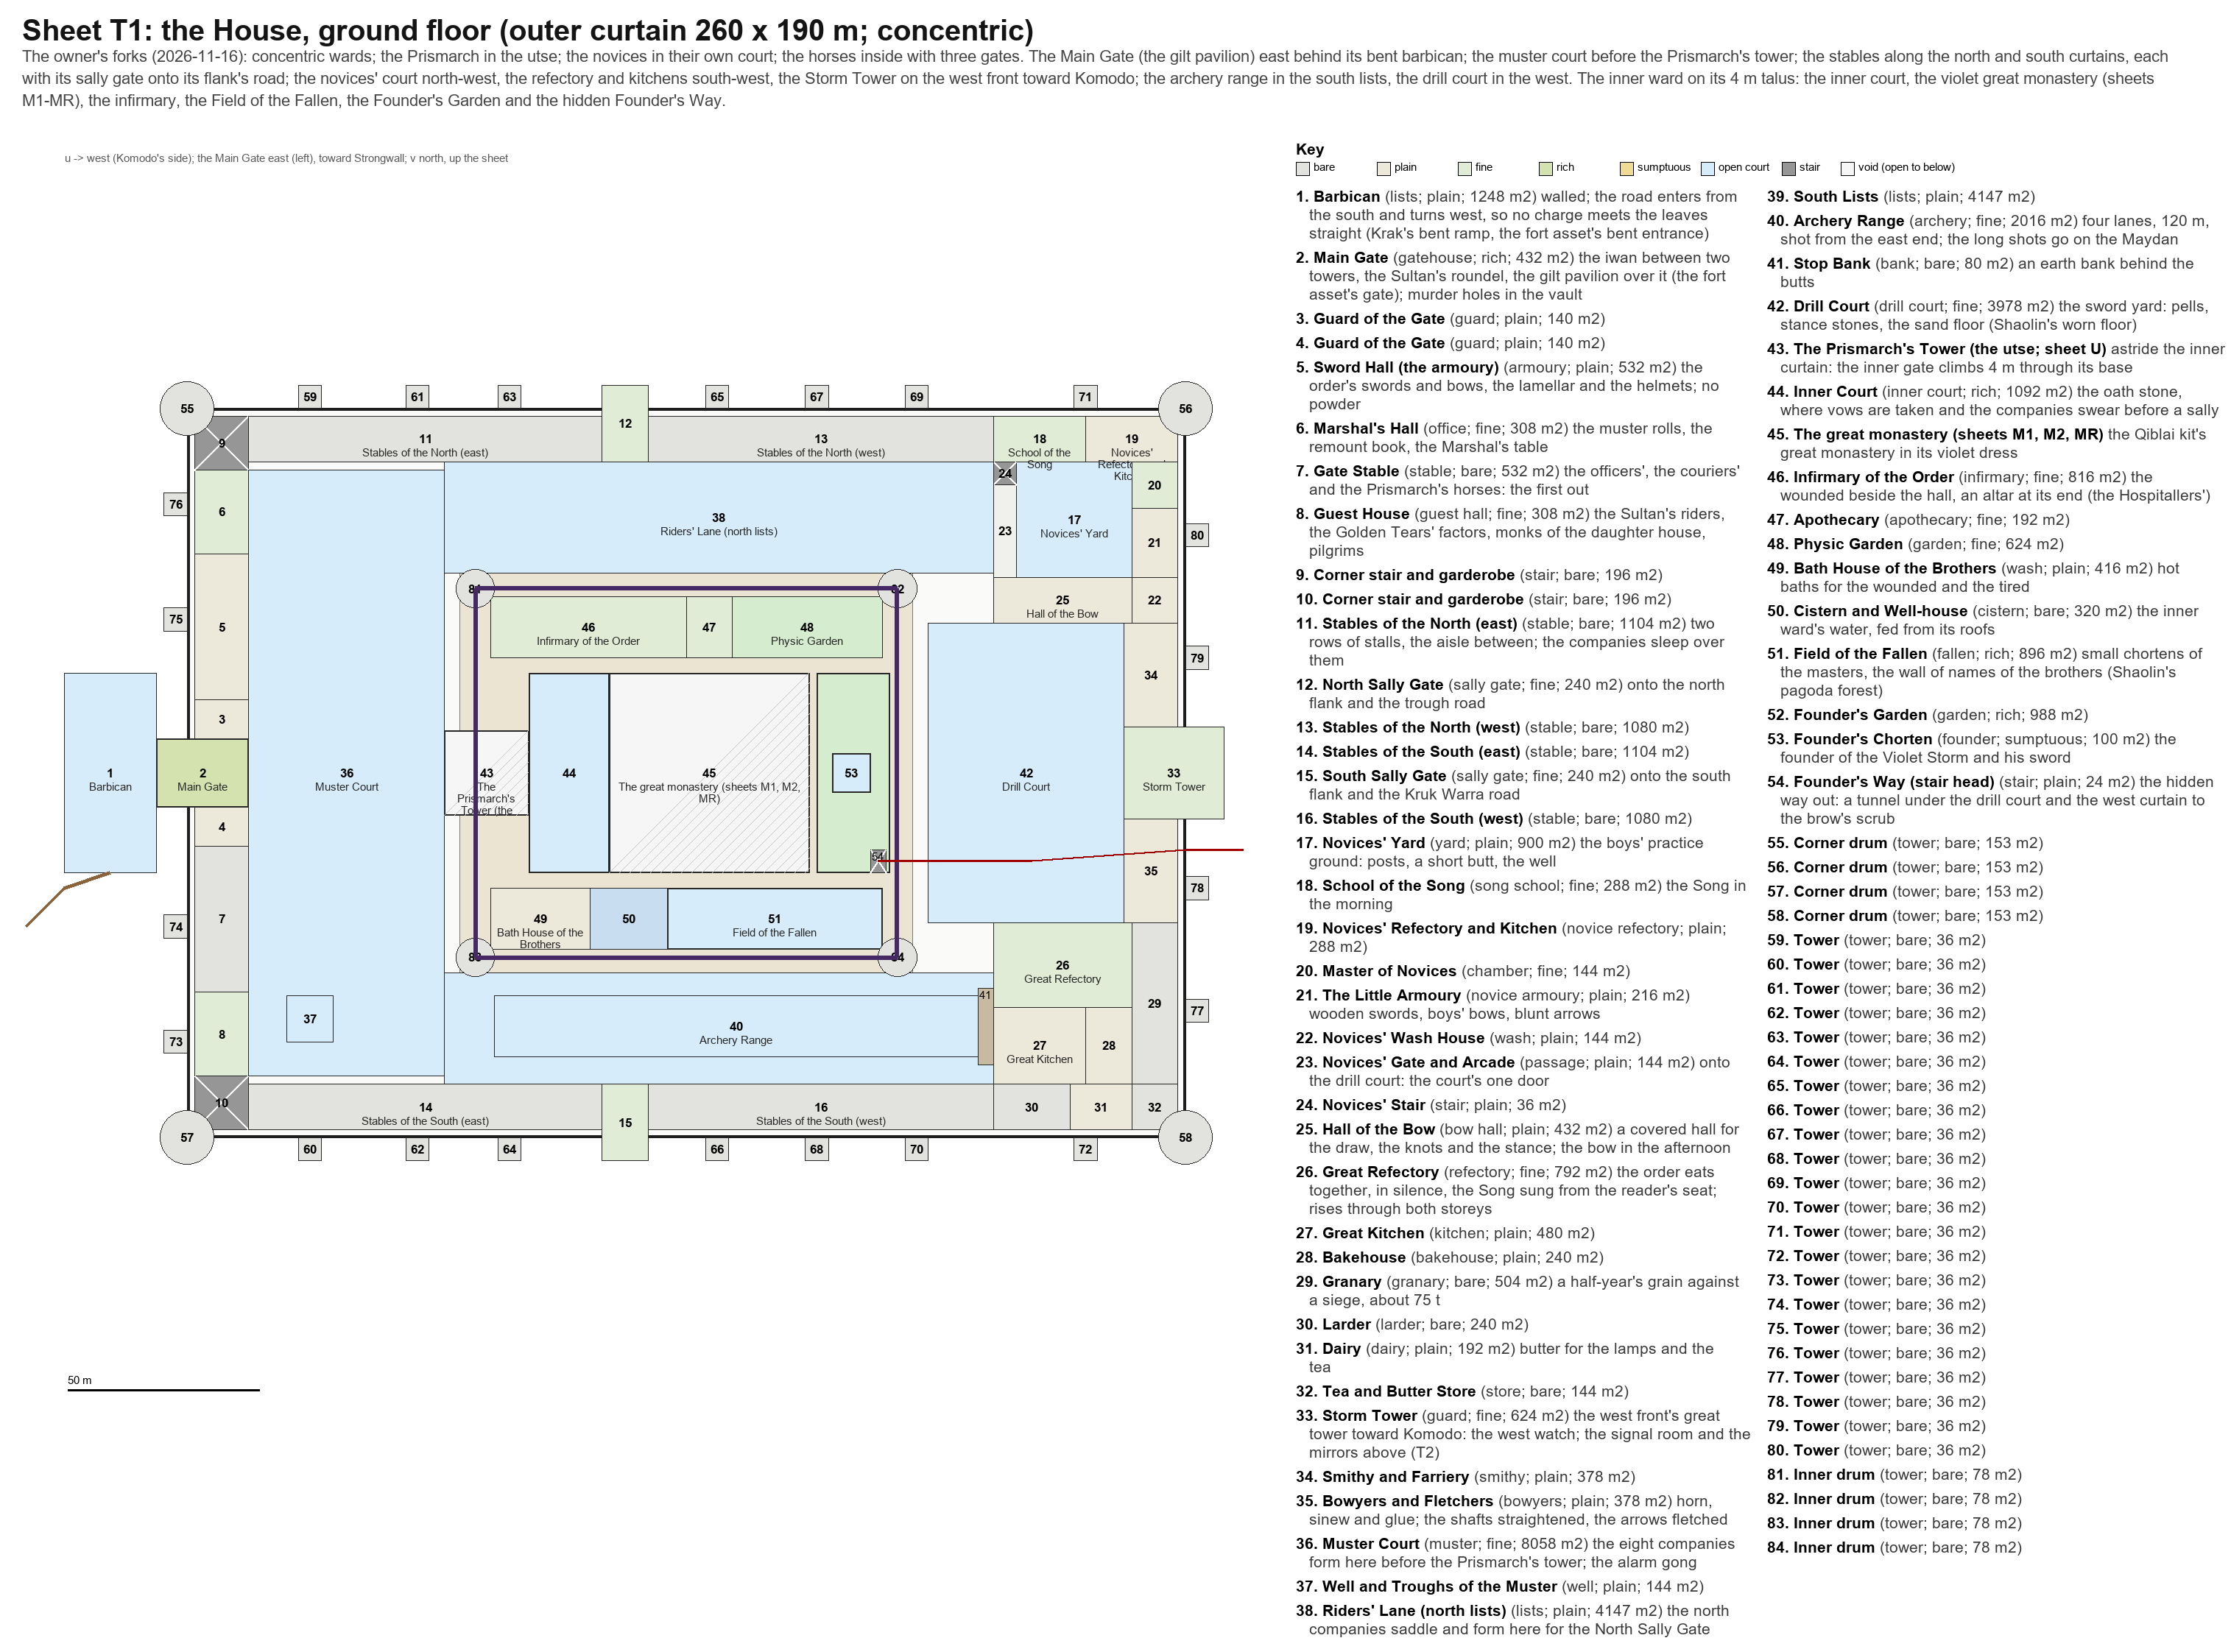 Sheet T1: the House, ground floor (outer curtain 260 x 190 m; concentric)
The owner's forks (2026-11-16): concentric wards; the Prismarch in the utse; the novices in their own court; the horses inside with three gates. The Main Gate (the gilt pavilion) east behind its bent barbican; the muster court before the Prismarch's tower; the stables along the north and south curtains, each
with its sally gate onto its flank's road; the novices' court north-west, the refectory and kitchens south-west, the Storm Tower on the west front toward Komodo; the archery range in the south lists, the drill court in the west. The inner ward on its 4 m talus: the inner court, the violet great monastery (sheets
M1-MR), the infirmary, the Field of the Fallen, the Founder's Garden and the hidden Founder's Way.
u -> west (Komodo's side); the Main Gate east (left), toward Strongwall; v north, up the sheet
55
59
61
63
12
65
67
69
71
56
9
11
Stables of the North (east)
13
Stables of the North (west)
18
School of the
Song
19
Novices'
24
20
76
6
38
Riders' Lane (north lists)
23
17
Novices' Yard
21
80
75
5
25
Hall of the Bow
22
46
Infirmary of the Order
47
48
Physic Garden
79
34
3
1
Barbican
2
Main Gate
36
Muster Court
43
The
Prismarch's
Tower (the
44
45
The great monastery (sheets M1, M2,
MR)
53
42
Drill Court
33
Storm Tower
4
54
35
78
74
7
49
Bath House of the
Brothers
50
51
Field of the Fallen
26
Great Refectory
29
77
73
8
37
40
Archery Range
41
27
Great Kitchen
28
10
14
Stables of the South (east)
15
16
Stables of the South (west)
30
31
32
57
60
62
64
66
68
70
72
58
50 m
Key
bare
plain
fine
rich
sumptuous
open court
stair
void (open to below)
1. Barbican (lists; plain; 1248 m2) walled; the road enters from
the south and turns west, so no charge meets the leaves
straight (Krak's bent ramp, the fort asset's bent entrance)
2. Main Gate (gatehouse; rich; 432 m2) the iwan between two
towers, the Sultan's roundel, the gilt pavilion over it (the fort
asset's gate); murder holes in the vault
3. Guard of the Gate (guard; plain; 140 m2)
4. Guard of the Gate (guard; plain; 140 m2)
5. Sword Hall (the armoury) (armoury; plain; 532 m2) the
order's swords and bows, the lamellar and the helmets; no
powder
6. Marshal's Hall (office; fine; 308 m2) the muster rolls, the
remount book, the Marshal's table
7. Gate Stable (stable; bare; 532 m2) the officers', the couriers'
and the Prismarch's horses: the first out
8. Guest House (guest hall; fine; 308 m2) the Sultan's riders,
the Golden Tears' factors, monks of the daughter house,
pilgrims
9. Corner stair and garderobe (stair; bare; 196 m2)
10. Corner stair and garderobe (stair; bare; 196 m2)
11. Stables of the North (east) (stable; bare; 1104 m2) two
rows of stalls, the aisle between; the companies sleep over
them
12. North Sally Gate (sally gate; fine; 240 m2) onto the north
flank and the trough road
13. Stables of the North (west) (stable; bare; 1080 m2)
14. Stables of the South (east) (stable; bare; 1104 m2)
15. South Sally Gate (sally gate; fine; 240 m2) onto the south
flank and the Kruk Warra road
16. Stables of the South (west) (stable; bare; 1080 m2)
17. Novices' Yard (yard; plain; 900 m2) the boys' practice
ground: posts, a short butt, the well
18. School of the Song (song school; fine; 288 m2) the Song in
the morning
19. Novices' Refectory and Kitchen (novice refectory; plain;
288 m2)
20. Master of Novices (chamber; fine; 144 m2)
21. The Little Armoury (novice armoury; plain; 216 m2)
wooden swords, boys' bows, blunt arrows
22. Novices' Wash House (wash; plain; 144 m2)
23. Novices' Gate and Arcade (passage; plain; 144 m2) onto
the drill court: the court's one door
24. Novices' Stair (stair; plain; 36 m2)
25. Hall of the Bow (bow hall; plain; 432 m2) a covered hall for
the draw, the knots and the stance; the bow in the afternoon
26. Great Refectory (refectory; fine; 792 m2) the order eats
together, in silence, the Song sung from the reader's seat;
rises through both storeys
27. Great Kitchen (kitchen; plain; 480 m2)
28. Bakehouse (bakehouse; plain; 240 m2)
29. Granary (granary; bare; 504 m2) a half-year's grain against
a siege, about 75 t
30. Larder (larder; bare; 240 m2)
31. Dairy (dairy; plain; 192 m2) butter for the lamps and the
tea
32. Tea and Butter Store (store; bare; 144 m2)
33. Storm Tower (guard; fine; 624 m2) the west front's great
tower toward Komodo: the west watch; the signal room and the
mirrors above (T2)
34. Smithy and Farriery (smithy; plain; 378 m2)
35. Bowyers and Fletchers (bowyers; plain; 378 m2) horn,
sinew and glue; the shafts straightened, the arrows fletched
36. Muster Court (muster; fine; 8058 m2) the eight companies
form here before the Prismarch's tower; the alarm gong
37. Well and Troughs of the Muster (well; plain; 144 m2)
38. Riders' Lane (north lists) (lists; plain; 4147 m2) the north
companies saddle and form here for the North Sally Gate
39. South Lists (lists; plain; 4147 m2)
40. Archery Range (archery; fine; 2016 m2) four lanes, 120 m,
shot from the east end; the long shots go on the Maydan
41. Stop Bank (bank; bare; 80 m2) an earth bank behind the
butts
42. Drill Court (drill court; fine; 3978 m2) the sword yard: pells,
stance stones, the sand floor (Shaolin's worn floor)
43. The Prismarch's Tower (the utse; sheet U) astride the inner
curtain: the inner gate climbs 4 m through its base
44. Inner Court (inner court; rich; 1092 m2) the oath stone,
where vows are taken and the companies swear before a sally
45. The great monastery (sheets M1, M2, MR) the Qiblai kit's
great monastery in its violet dress
46. Infirmary of the Order (infirmary; fine; 816 m2) the
wounded beside the hall, an altar at its end (the Hospitallers')
47. Apothecary (apothecary; fine; 192 m2)
48. Physic Garden (garden; fine; 624 m2)
49. Bath House of the Brothers (wash; plain; 416 m2) hot
baths for the wounded and the tired
50. Cistern and Well-house (cistern; bare; 320 m2) the inner
ward's water, fed from its roofs
51. Field of the Fallen (fallen; rich; 896 m2) small chortens of
the masters, the wall of names of the brothers (Shaolin's
pagoda forest)
52. Founder's Garden (garden; rich; 988 m2)
53. Founder's Chorten (founder; sumptuous; 100 m2) the
founder of the Violet Storm and his sword
54. Founder's Way (stair head) (stair; plain; 24 m2) the hidden
way out: a tunnel under the drill court and the west curtain to
the brow's scrub
55. Corner drum (tower; bare; 153 m2)
56. Corner drum (tower; bare; 153 m2)
57. Corner drum (tower; bare; 153 m2)
58. Corner drum (tower; bare; 153 m2)
59. Tower (tower; bare; 36 m2)
60. Tower (tower; bare; 36 m2)
61. Tower (tower; bare; 36 m2)
62. Tower (tower; bare; 36 m2)
63. Tower (tower; bare; 36 m2)
64. Tower (tower; bare; 36 m2)
65. Tower (tower; bare; 36 m2)
66. Tower (tower; bare; 36 m2)
67. Tower (tower; bare; 36 m2)
68. Tower (tower; bare; 36 m2)
69. Tower (tower; bare; 36 m2)
70. Tower (tower; bare; 36 m2)
71. Tower (tower; bare; 36 m2)
72. Tower (tower; bare; 36 m2)
73. Tower (tower; bare; 36 m2)
74. Tower (tower; bare; 36 m2)
75. Tower (tower; bare; 36 m2)
76. Tower (tower; bare; 36 m2)
77. Tower (tower; bare; 36 m2)
78. Tower (tower; bare; 36 m2)
79. Tower (tower; bare; 36 m2)
80. Tower (tower; bare; 36 m2)
81. Inner drum (tower; bare; 78 m2)
82. Inner drum (tower; bare; 78 m2)
83. Inner drum (tower; bare; 78 m2)
84. Inner drum (tower; bare; 78 m2)